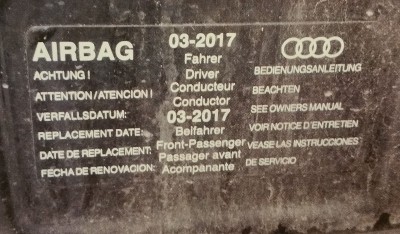 AIRBAG 03-2017
Fahrer
ACHTUNG! Driver BEDIENUNGSANLEITUNG
ATTENTION/ATENCION! Conducteur BEACHTEN
Conductor
VERFALLSDATUM: 03-2017 SEE OWNERS MANUAL
REPLACEMENT DATE: Beifahrer VOIR NOTICE D'ENTRETIEN
DATE DE REPLACEMENT: Front-Passenger VEASE LAS INSTRUCCIONES
Passager avant
FECHA DE RENOVACION: Acompanante DE SERVICIO